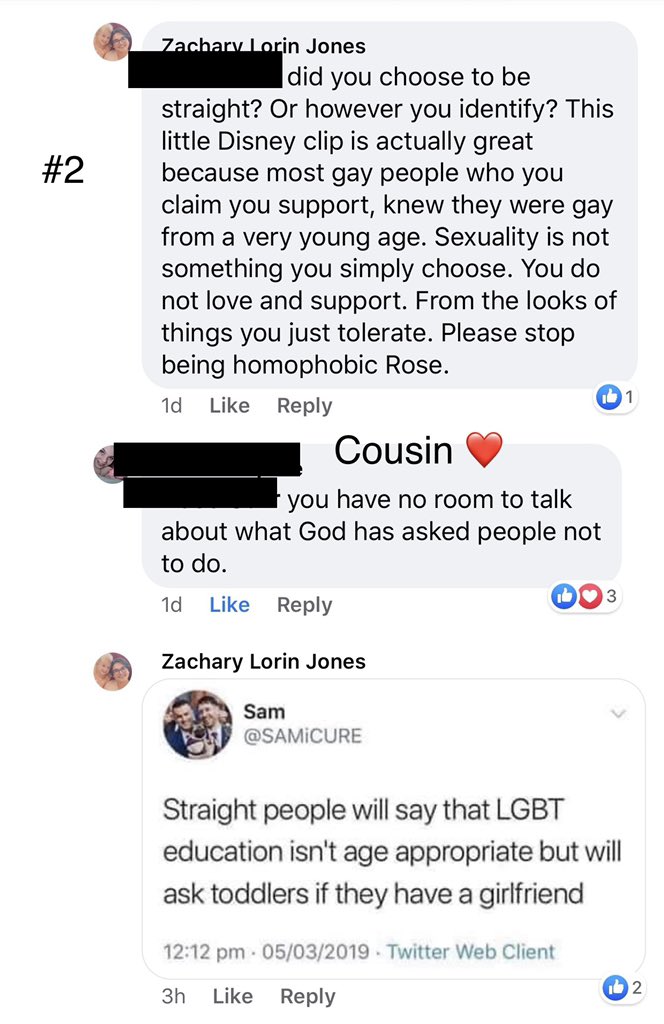 Zachary Lorin Jones
did you choose to be
straight? Or however you identify? This
little Disney clip is actually great
#2
because most gay people who you
claim you support, knew they were gay
from a very young age. Sexuality is not
something you simply choose. You do
not love and support. From the looks of
things you just tolerate. Please stop
being homophobic Rose.
1
1d Like Reply
Cousin ❤️
you have no room to talk
about what God has asked people not
to do.
3
1d Like Reply
Zachary Lorin Jones
Sam
@SAMiCURE
Straight people will say that LGBT
education isn't age appropriate but will
ask toddlers if they have a girlfriend
12:12 pm · 05/03/2019 · Twitter Web Client
2
3h Like Reply